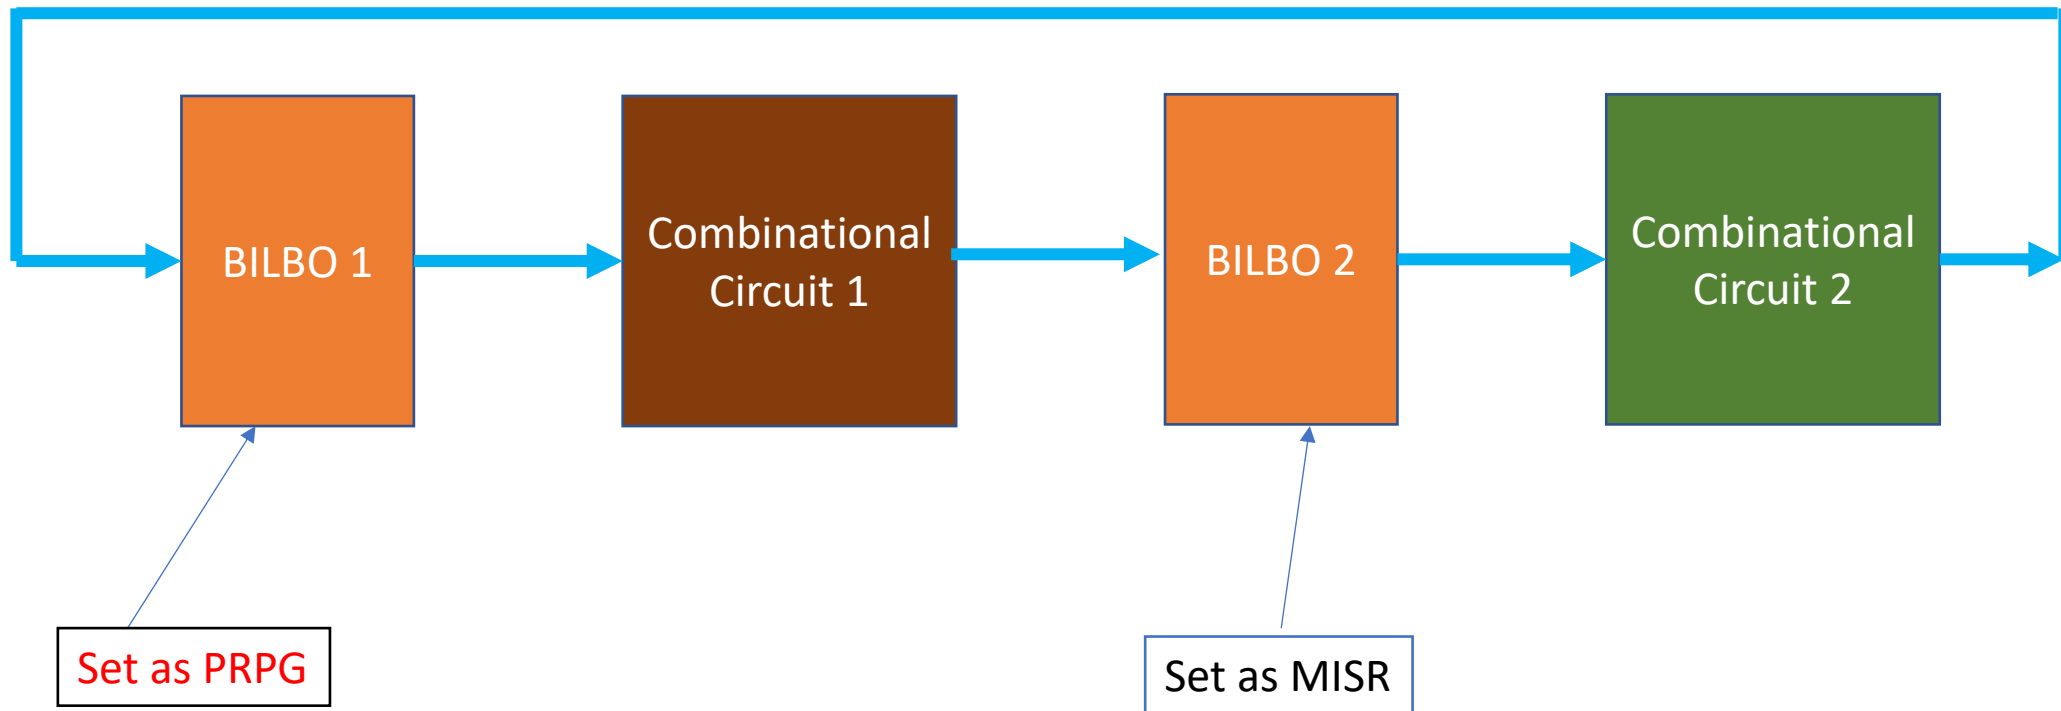 BILBO 1
Combinational
Circuit 1
BILBO 2
Combinational
Circuit 2
Set as PRPG
Set as MISR